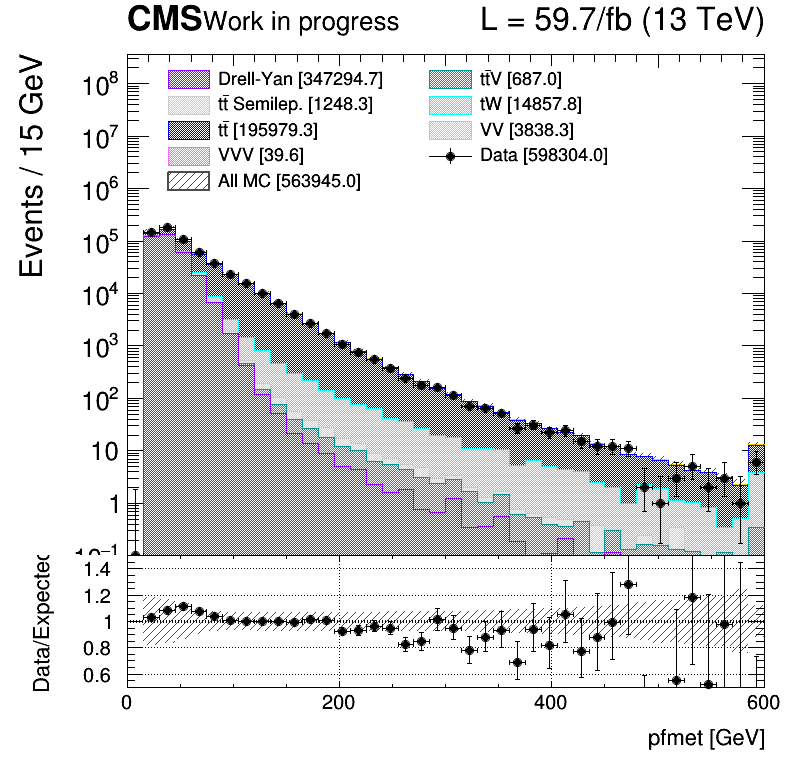 CMS Work in progress L = 59.7/fb (13 TeV)
Events / 15 GeV
Drell-Yan [347294.7]
tt̄V [687.0]
tt̄ Semilep. [1248.3]
tW [14857.8]
tt̄ [195979.3]
VV [3838.3]
VVV [39.6]
Data [598304.0]
All MC [563945.0]
10⁸
10⁷
10⁶
10⁵
10⁴
10³
10²
10
1
10⁻¹
Data/Expected
1.4
1.2
1
0.8
0.6
0 200 400 600
pfmet [GeV]